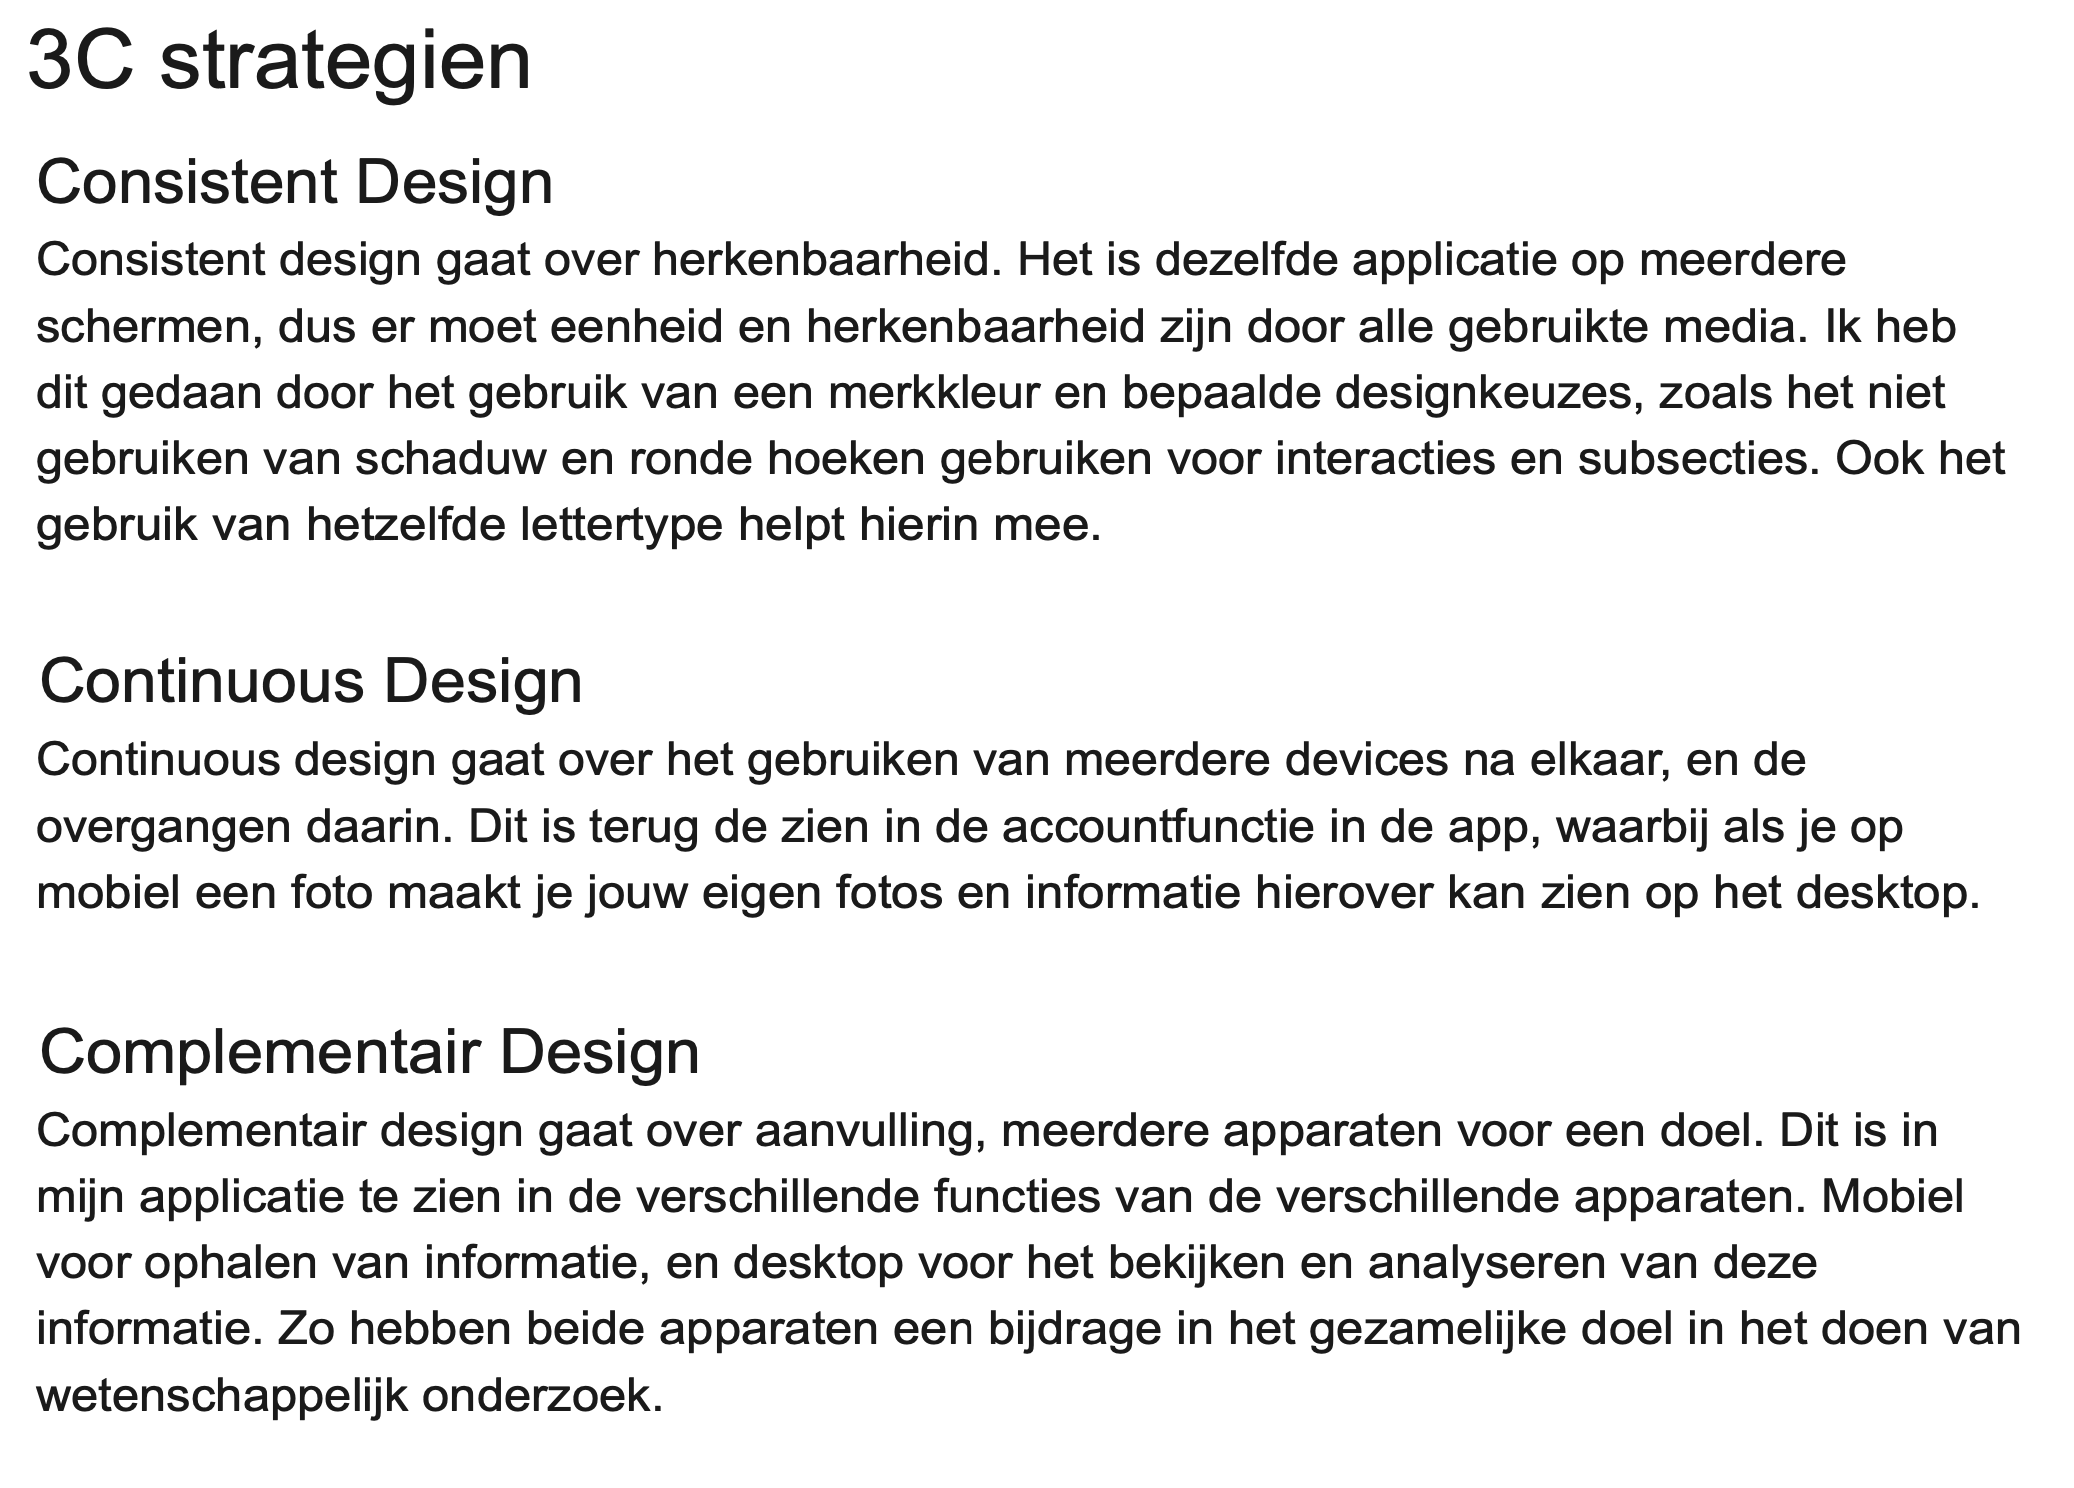 3C strategien
Consistent Design
Consistent design gaat over herkenbaarheid. Het is dezelfde applicatie op meerdere
schermen, dus er moet eenheid en herkenbaarheid zijn door alle gebruikte media. Ik heb
dit gedaan door het gebruik van een merkkleur en bepaalde designkeuzes, zoals het niet
gebruiken van schaduw en ronde hoeken gebruiken voor interacties en subsecties. Ook het
gebruik van hetzelfde lettertype helpt hierin mee.
Continuous Design
Continuous design gaat over het gebruiken van meerdere devices na elkaar, en de
overgangen daarin. Dit is terug de zien in de accountfunctie in de app, waarbij als je op
mobiel een foto maakt je jouw eigen fotos en informatie hierover kan zien op het desktop.
Complementair Design
Complementair design gaat over aanvulling, meerdere apparaten voor een doel. Dit is in
mijn applicatie te zien in de verschillende functies van de verschillende apparaten. Mobiel
voor ophalen van informatie, en desktop voor het bekijken en analyseren van deze
informatie. Zo hebben beide apparaten een bijdrage in het gezamelijke doel in het doen van
wetenschappelijk onderzoek.